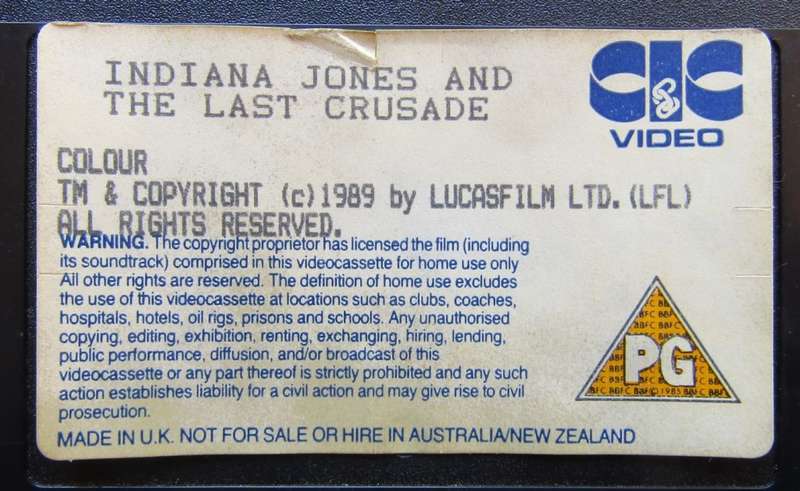 INDIANA JONES AND
THE LAST CRUSADE
CIC
VIDEO
COLOUR
TM & COPYRIGHT (c)1989 by LUCASFILM LTD.(LFL)
ALL RIGHTS RESERVED.
WARNING. The copyright proprietor has licensed the film (including
its soundtrack) comprised in this videocassette for home use only
All other rights are reserved. The definition of home use excludes
the use of this videocassette at locations such as clubs, coaches,
hospitals, hotels, oil rigs, prisons and schools. Any unauthorised
copying, editing, exhibition, renting, exchanging, hiring, lending,
public performance, diffusion, and/or broadcast of this
videocassette or any part thereof is strictly prohibited and any such
action establishes liability for a civil action and may give rise to civil
prosecution.
PG
BBFC © 1985 BBFC BBFC
MADE IN U.K. NOT FOR SALE OR HIRE IN AUSTRALIA/NEW ZEALAND